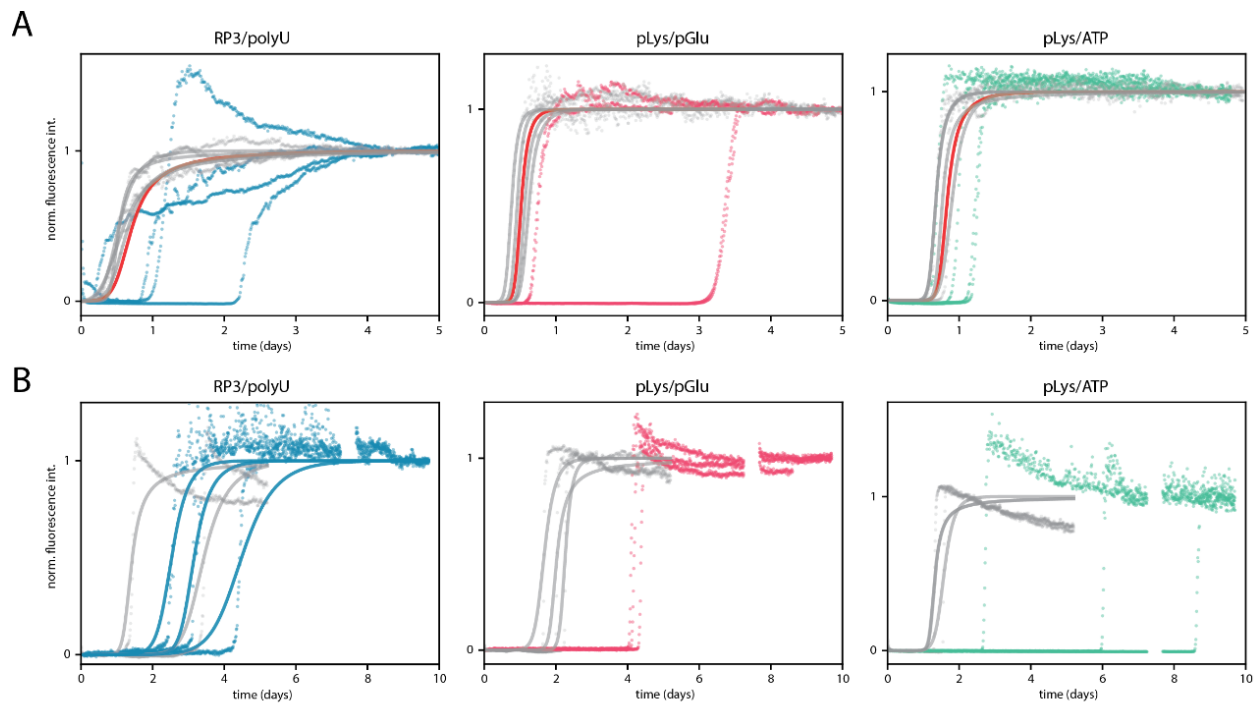 A
RP3/polyU
pLys/pGlu
pLys/ATP
norm. fluorescence int.
1
0
1
0
1
0
0 1 2 3 4 5
0 1 2 3 4 5
0 1 2 3 4 5
time (days)
time (days)
time (days)
B
RP3/polyU
pLys/pGlu
pLys/ATP
norm. fluorescence int.
1
0
1
0
1
0
0 2 4 6 8 10
0 2 4 6 8 10
0 1 2 3 4 5 6 8 10
time (days)
time (days)
time (days)